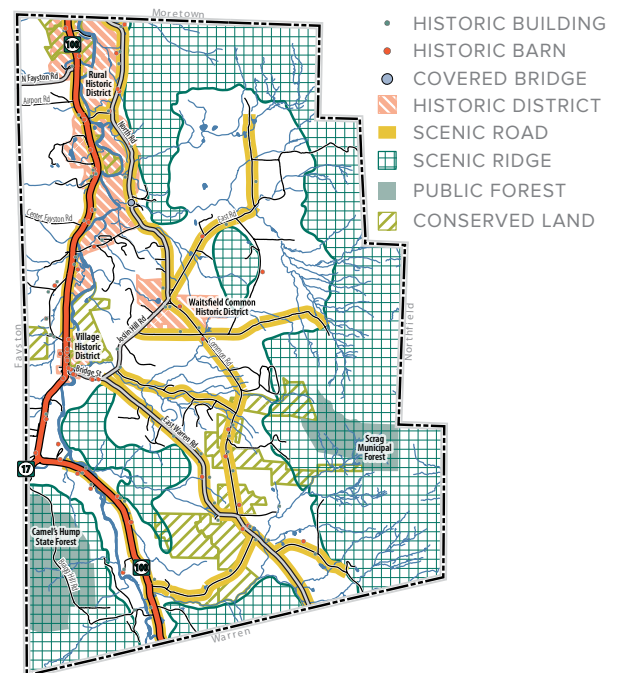 Moretown
HISTORIC BUILDING
HISTORIC BARN
COVERED BRIDGE
HISTORIC DISTRICT
SCENIC ROAD
SCENIC RIDGE
PUBLIC FOREST
CONSERVED LAND
100
N Fayston Rd
Rural
Historic
District
Airport Rd
North Rd
Center Fayston Rd
East Rd
Waitsfield Common
Historic District
Joslin Hill Rd
Common Rd
Northfield
Fayston
Village
Historic
District
Bridge St
East Warren Rd
Scrag
Municipal
Forest
17
Camel's Hump
State Forest
100
Warren